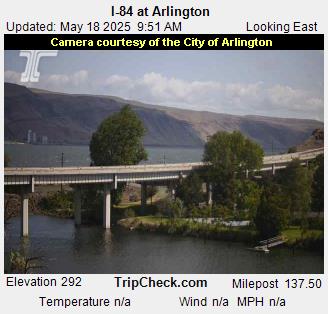 I-84 at Arlington
Updated: May 18 2025 9:51 AM Looking East
Camera courtesy of the City of Arlington
Elevation 292 TripCheck.com Milepost 137.50
Temperature n/a Wind n/a MPH n/a